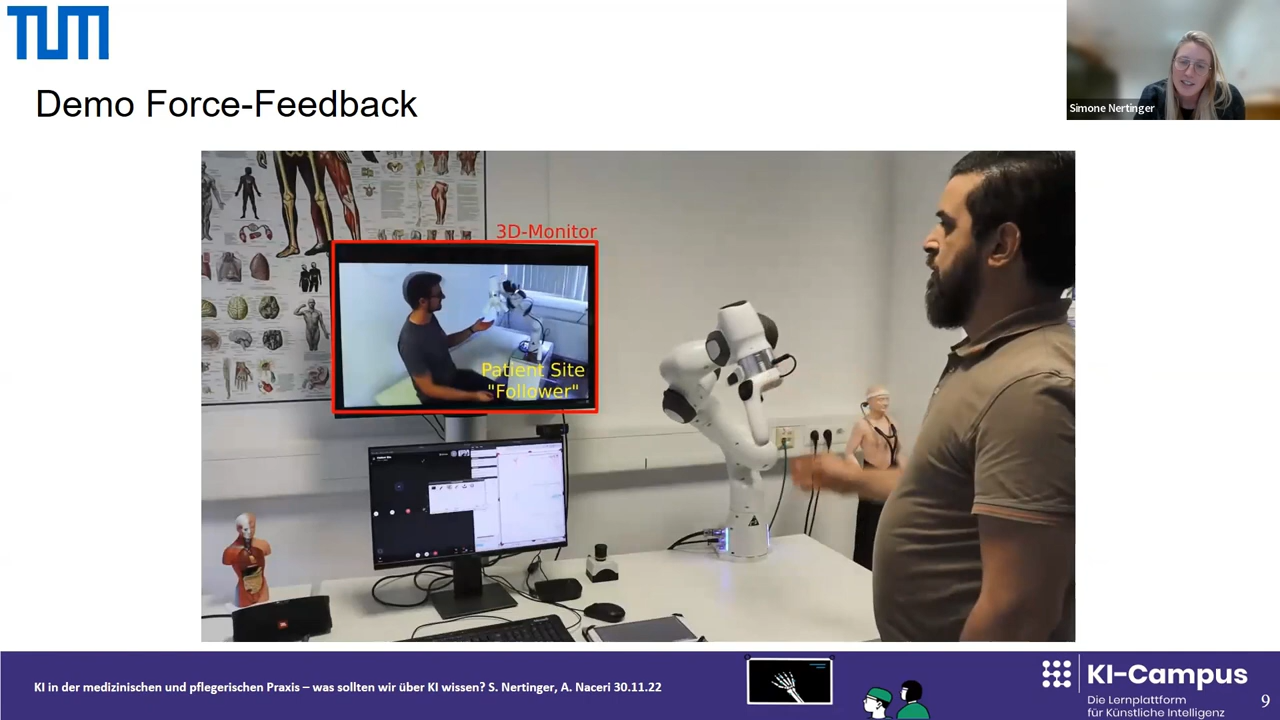 TUM
Simone Nertinger
Demo Force-Feedback
3D-Monitor
Patient Site
"Follower"
JBL
KI in der medizinischen und pflegerischen Praxis – was sollten wir über KI wissen? S. Nertinger, A. Naceri 30.11.22
KI-Campus
Die Lernplattform
für Künstliche Intelligenz
9